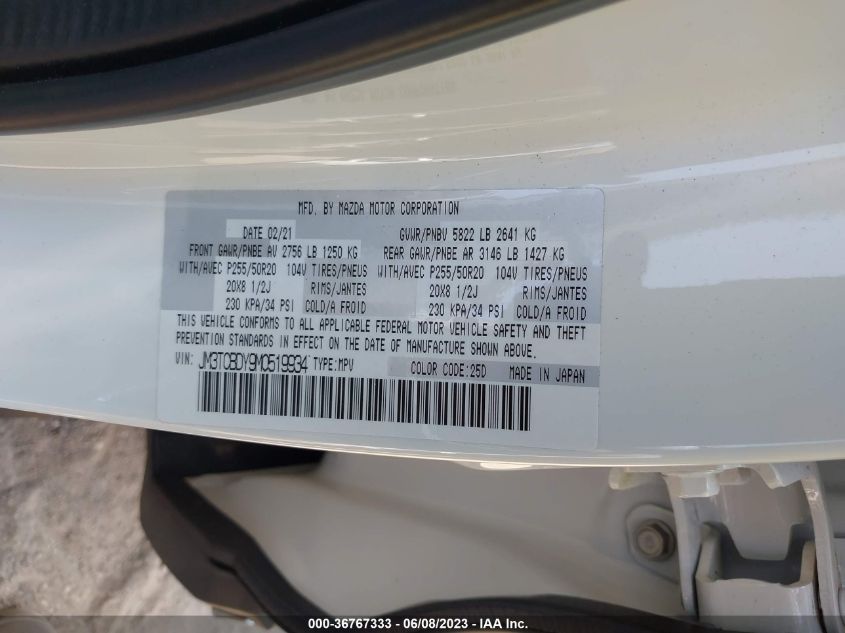 MFD. BY MAZDA MOTOR CORPORATION
DATE 02/21 GVWR/PNBV 5822 LB 2641 KG
FRONT GAWR/PNBE AV 2756 LB 1250 KG REAR GAWR/PNBE AR 3146 LB 1427 KG
WITH/AVEC P255/50R20 104V TIRES/PNEUS WITH/AVEC P255/50R20 104V TIRES/PNEUS
20X8 1/2J RIMS/JANTES 20X8 1/2J RIMS/JANTES
230 KPA/34 PSI COLD/A FROID 230 KPA/34 PSI COLD/A FROID
THIS VEHICLE CONFORMS TO ALL APPLICABLE FEDERAL MOTOR VEHICLE SAFETY AND THEFT
PREVENTION STANDARDS IN EFFECT ON THE DATE OF MANUFACTURE SHOWN ABOVE.
VIN: JM3TCBDY9M0519934 TYPE:MPV COLOR CODE:25D MADE IN JAPAN
000-36767333 - 06/08/2023 - IAA Inc.